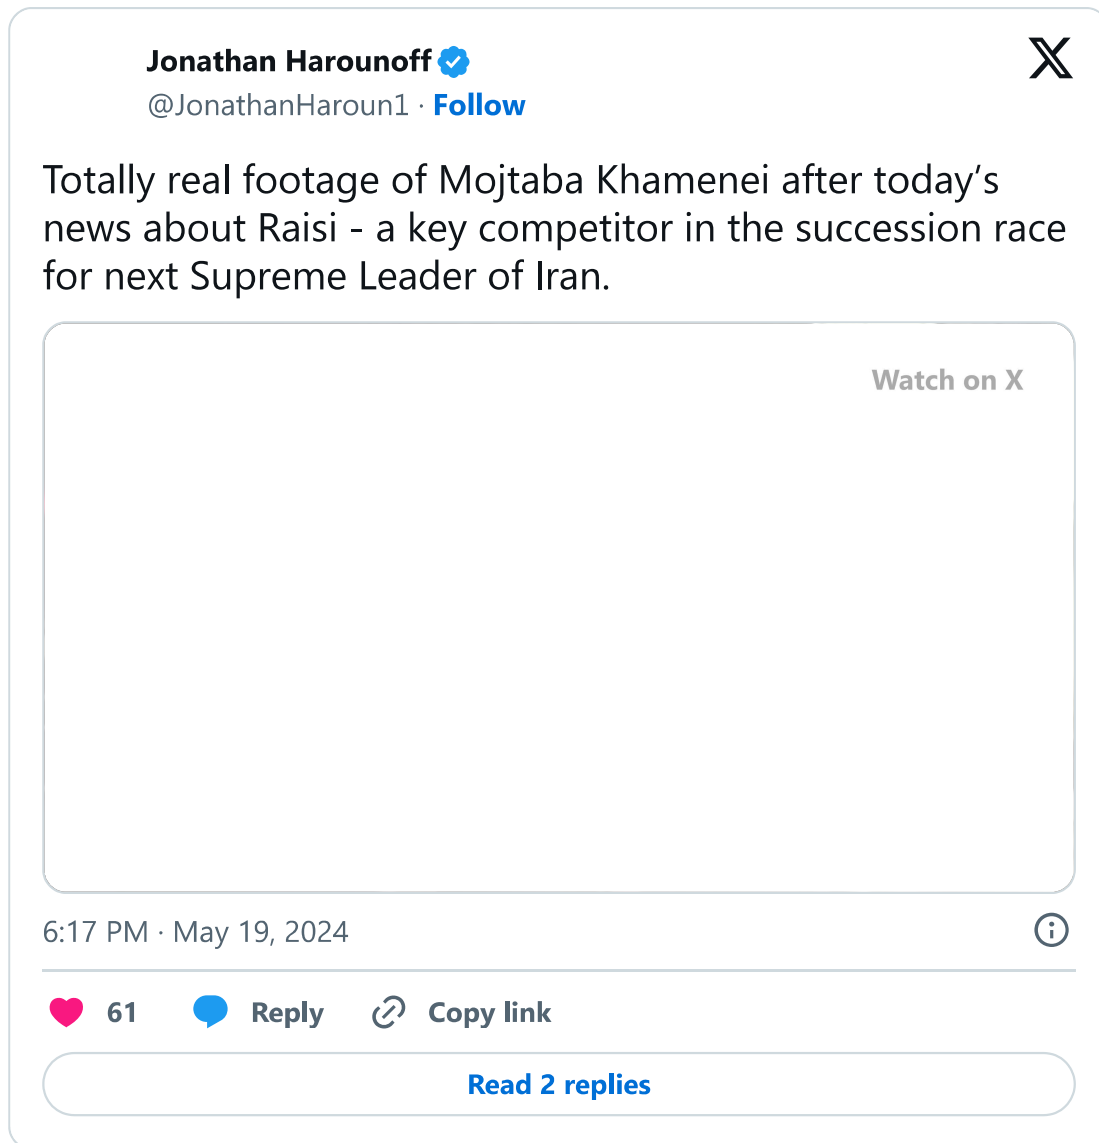 Jonathan Harounoff
@JonathanHaroun1 · Follow
Totally real footage of Mojtaba Khamenei after today’s
news about Raisi - a key competitor in the succession race
for next Supreme Leader of Iran.
Watch on X
6:17 PM · May 19, 2024
61 Reply Copy link
Read 2 replies